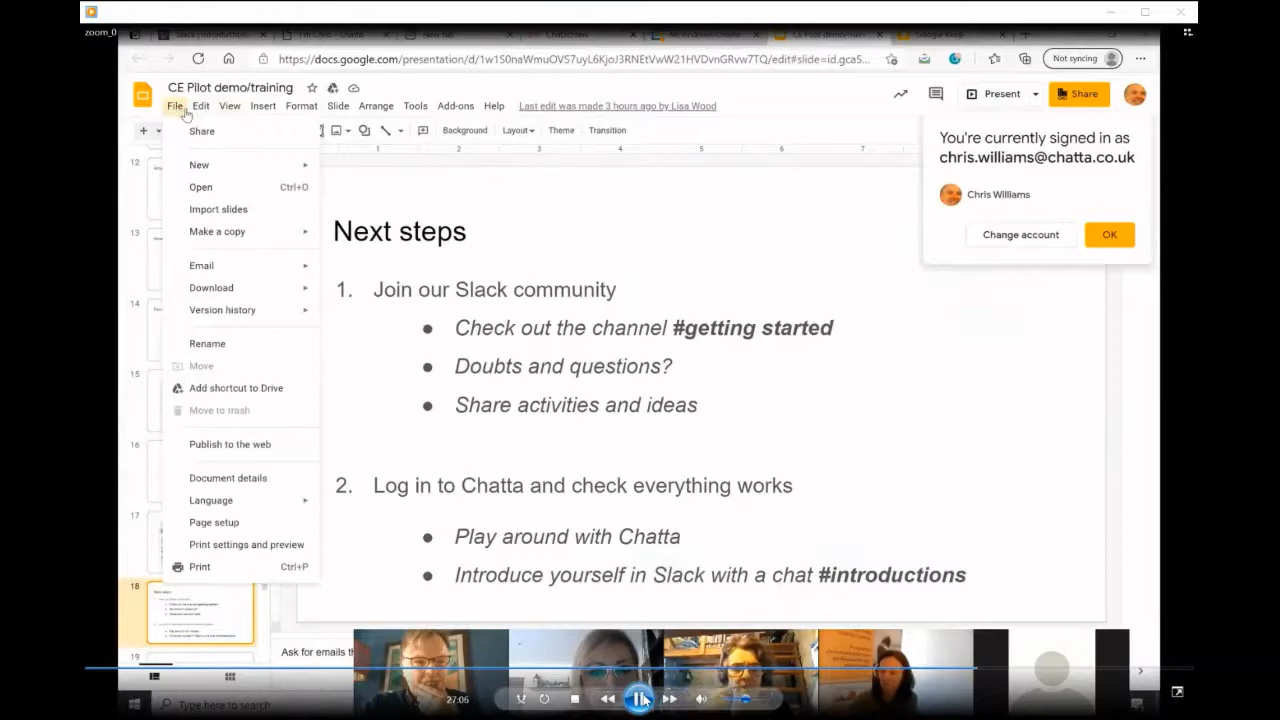 zoom_0
https://docs.google.com/presentation/d/1w1S0naWmuOVS7uyL6KjoJ3RNEtVwW21HVDvnGRvw7TQ/edit#slide=id.gca5...
Not syncing
CE Pilot demo/training
File Edit View Insert Format Slide Arrange Tools Add-ons Help Last edit was made 3 hours ago by Lisa Wood
Present
Share
Background Layout Theme Transition
1 2 3 4 5 6 7
Share
New
Open Ctrl+O
Import slides
Make a copy
Email
Download
Version history
Rename
Move
Add shortcut to Drive
Move to trash
Publish to the web
Document details
Language
Page setup
Print settings and preview
Print Ctrl+P
12
13
14
15
16
17
18
19
You're currently signed in as
chris.williams@chatta.co.uk
Chris Williams
Change account OK
Next steps
1. Join our Slack community
● Check out the channel #getting started
● Doubts and questions?
● Share activities and ideas
2. Log in to Chatta and check everything works
● Play around with Chatta
● Introduce yourself in Slack with a chat #introductions
Ask for emails
27:06
Type here to search